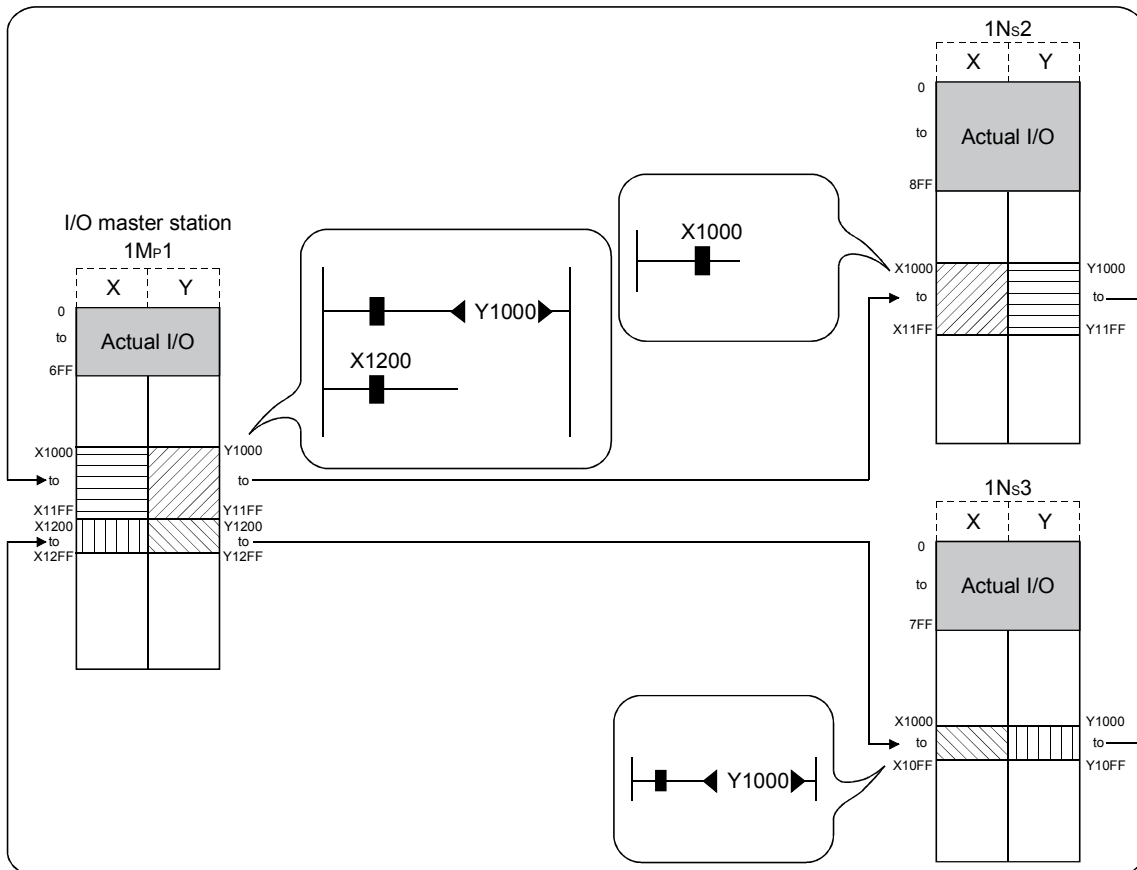 I/O master station
1MP1
X Y
0
to
6FF
Actual I/O
X1000
to
X11FF
X1200
to
X12FF
Y1000
to
Y11FF
Y1200
to
Y12FF
Y1000
X1200
X1000
1NS2
X Y
0
to
8FF
Actual I/O
X1000
to
X11FF
Y1000
to
Y11FF
1NS3
X Y
0
to
7FF
Actual I/O
X1000
to
X10FF
Y1000
to
Y10FF
Y1000